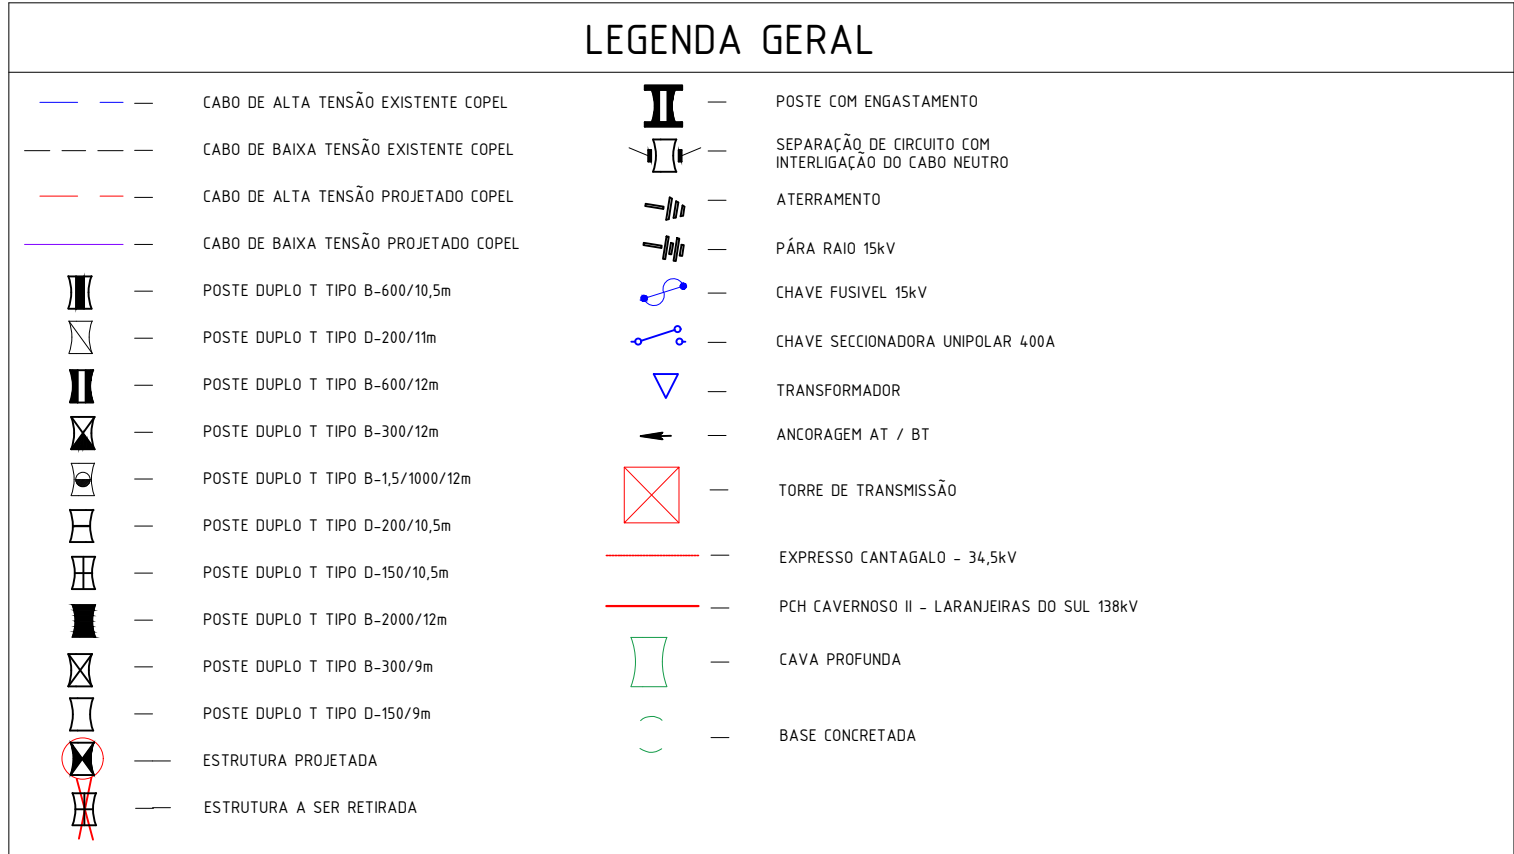 LEGENDA GERAL
CABO DE ALTA TENSÃO EXISTENTE COPEL
CABO DE BAIXA TENSÃO EXISTENTE COPEL
CABO DE ALTA TENSÃO PROJETADO COPEL
CABO DE BAIXA TENSÃO PROJETADO COPEL
POSTE DUPLO T TIPO B-600/10,5m
POSTE DUPLO T TIPO D-200/11m
POSTE DUPLO T TIPO B-600/12m
POSTE DUPLO T TIPO B-300/12m
POSTE DUPLO T TIPO B-1,5/1000/12m
POSTE DUPLO T TIPO D-200/10,5m
POSTE DUPLO T TIPO D-150/10,5m
POSTE DUPLO T TIPO B-2000/12m
POSTE DUPLO T TIPO B-300/9m
POSTE DUPLO T TIPO D-150/9m
ESTRUTURA PROJETADA
ESTRUTURA A SER RETIRADA
POSTE COM ENGASTAMENTO
SEPARAÇÃO DE CIRCUITO COM
INTERLIGAÇÃO DO CABO NEUTRO
ATERRAMENTO
PÁRA RAIO 15kV
CHAVE FUSIVEL 15kV
CHAVE SECCIONADORA UNIPOLAR 400A
TRANSFORMADOR
ANCORAGEM AT / BT
TORRE DE TRANSMISSÃO
EXPRESSO CANTAGALO - 34,5kV
PCH CAVERNOSO II - LARANJEIRAS DO SUL 138kV
CAVA PROFUNDA
BASE CONCRETADA